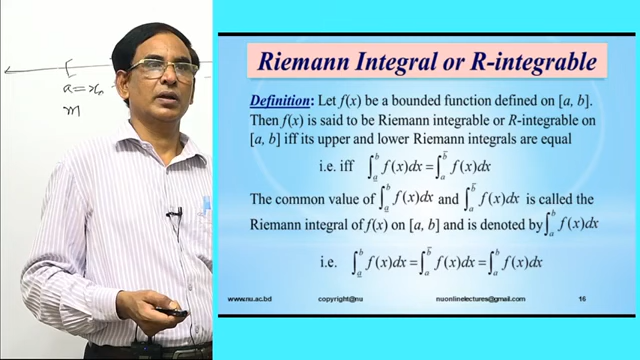 [
a = x₀
m
Riemann Integral or R-integrable
Definition: Let f(x) be a bounded function defined on [a, b].
Then f(x) is said to be Riemann integrable or R-integrable on
[a, b] iff its upper and lower Riemann integrals are equal
i.e. iff ∫_a̲^b f(x)dx = ∫_a^b̅ f(x)dx
The common value of ∫_a̲^b f(x)dx and ∫_a^b̅ f(x)dx is called the
Riemann integral of f(x) on [a, b] and is denoted by ∫_a^b f(x)dx
i.e. ∫_a̲^b f(x)dx = ∫_a^b̅ f(x)dx = ∫_a^b f(x)dx
www.nu.ac.bd copyright@nu nuonlinelectures@gmail.com 16